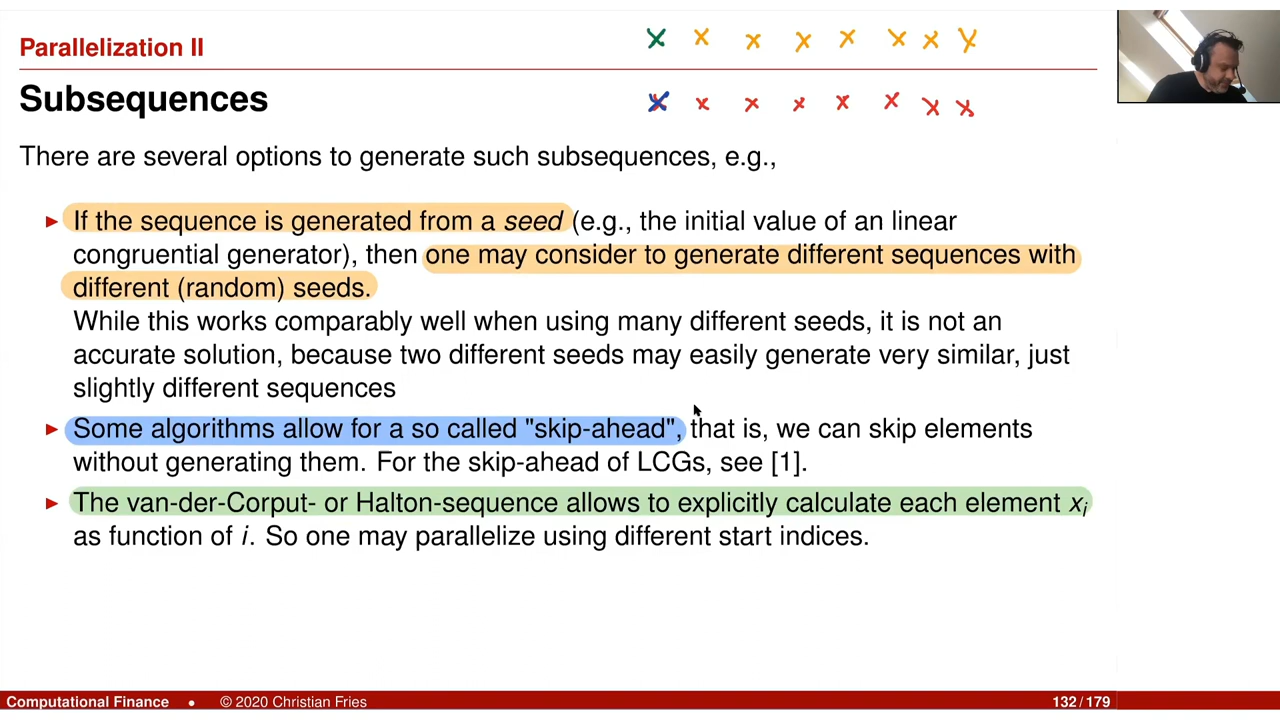 Parallelization II
Subsequences
There are several options to generate such subsequences, e.g.,
► If the sequence is generated from a seed (e.g., the initial value of an linear
congruential generator), then one may consider to generate different sequences with
different (random) seeds.
While this works comparably well when using many different seeds, it is not an
accurate solution, because two different seeds may easily generate very similar, just
slightly different sequences
► Some algorithms allow for a so called "skip-ahead", that is, we can skip elements
without generating them. For the skip-ahead of LCGs, see [1].
► The van-der-Corput- or Halton-sequence allows to explicitly calculate each element xᵢ
as function of i. So one may parallelize using different start indices.
Computational Finance • © 2020 Christian Fries 132/179